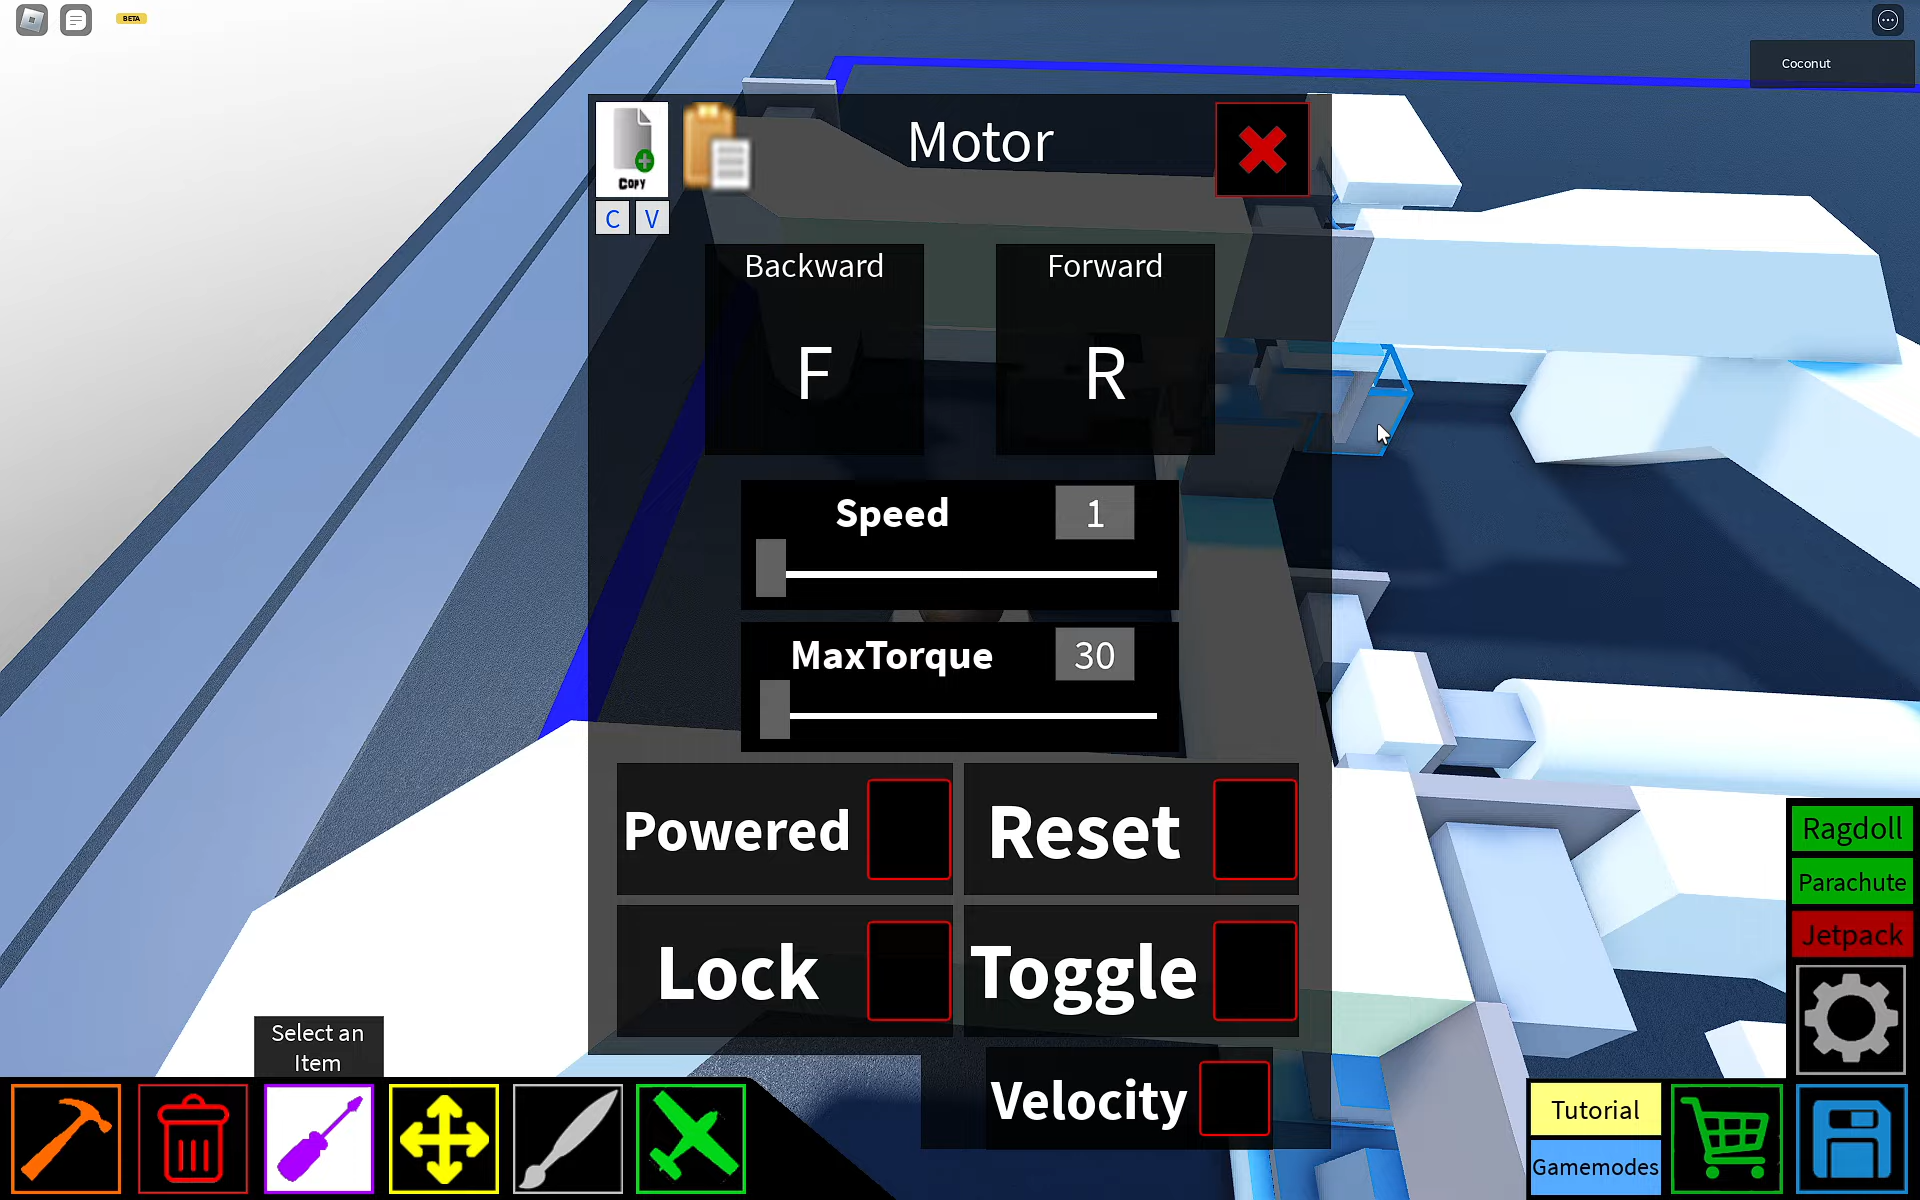 BETA
Coconut
Motor
Copy
C V
Backward
Forward
F
R
Speed 1
MaxTorque 30
Powered
Reset
Lock
Toggle
Velocity
Select an
Item
Ragdoll
Parachute
Jetpack
Tutorial
Gamemodes